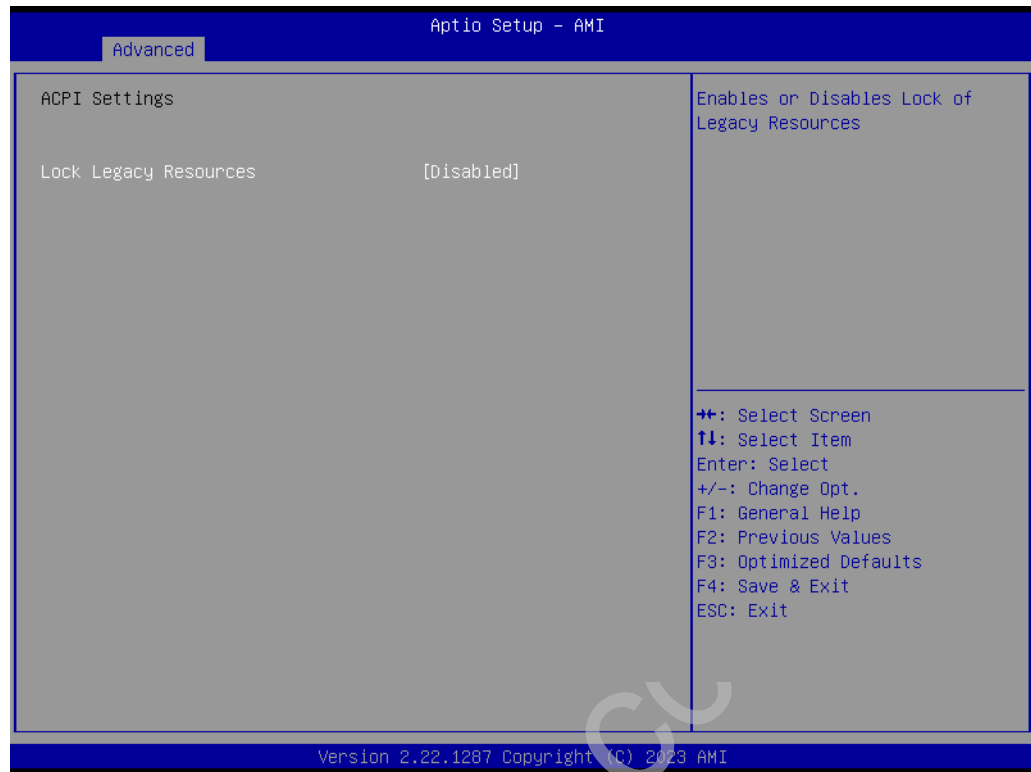 Aptio Setup - AMI
Advanced
ACPI Settings
Lock Legacy Resources [Disabled]
Enables or Disables Lock of
Legacy Resources
→←: Select Screen
↑↓: Select Item
Enter: Select
+/-: Change Opt.
F1: General Help
F2: Previous Values
F3: Optimized Defaults
F4: Save & Exit
ESC: Exit
Version 2.22.1287 Copyright (C) 2023 AMI